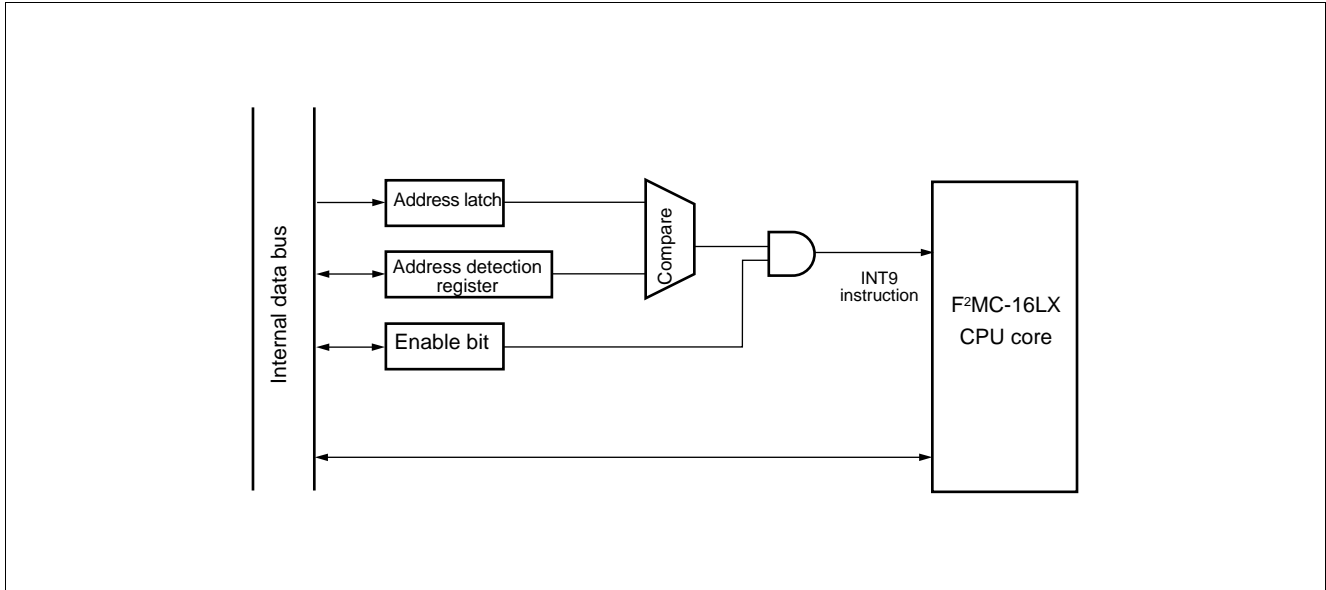 Internal data bus
Address latch
Address detection
register
Enable bit
Compare
INT9
instruction
F²MC-16LX
CPU core